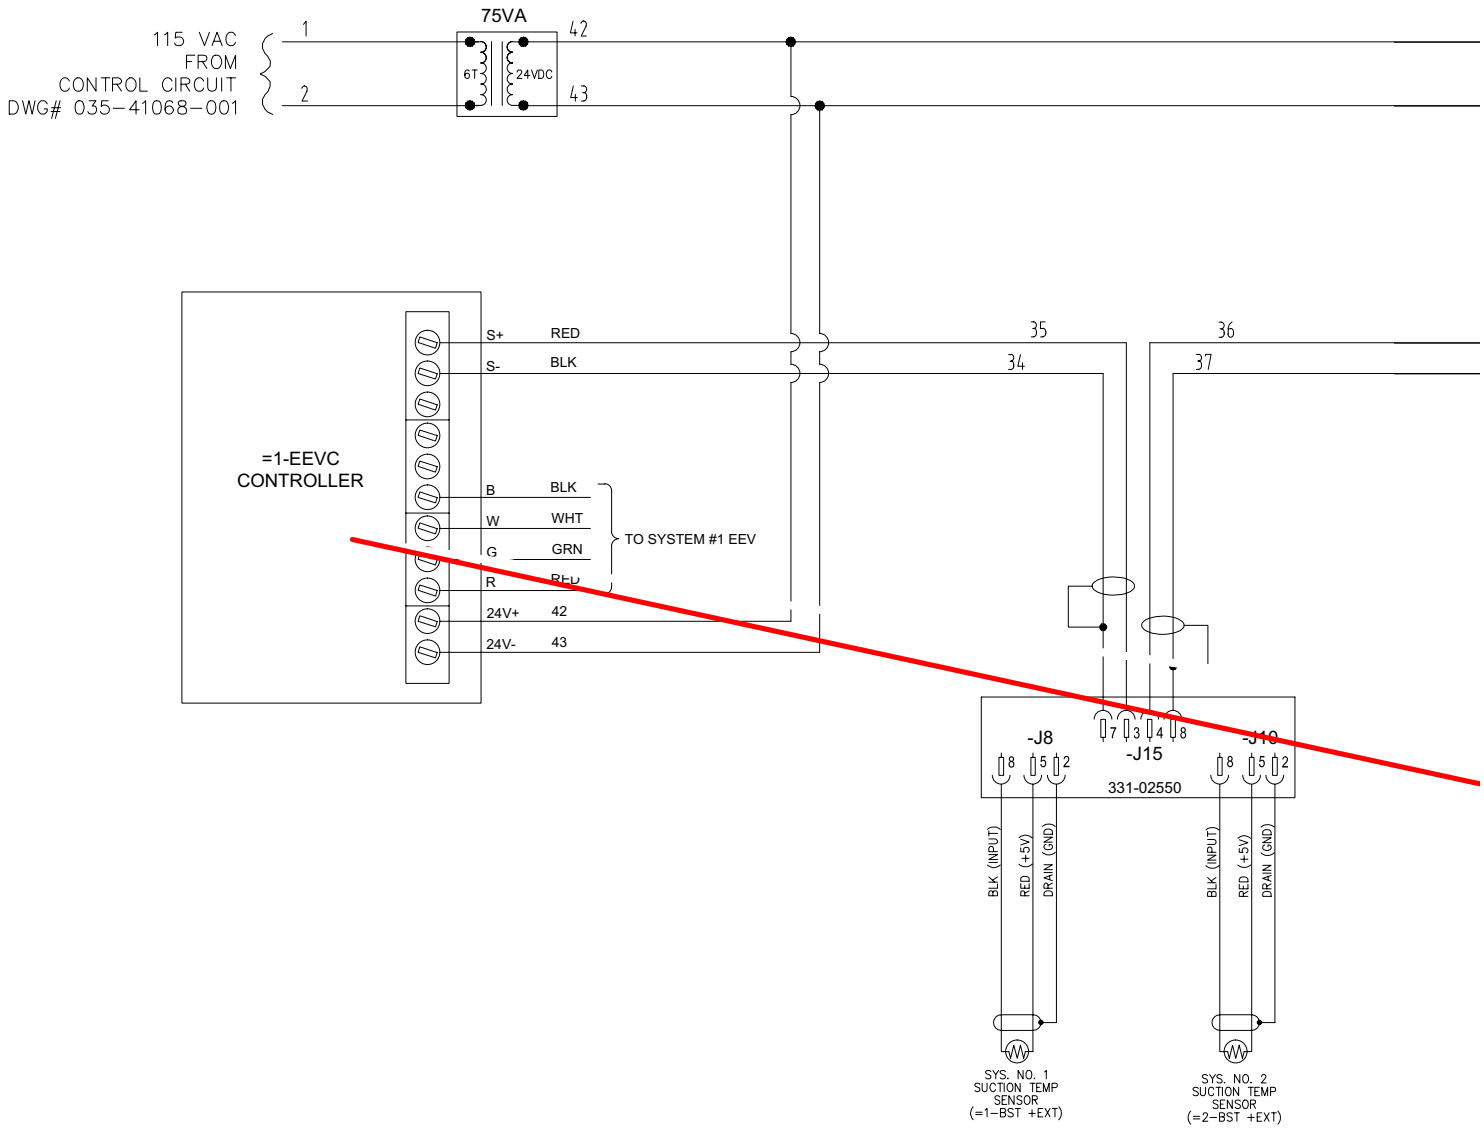 75VA
115 VAC
FROM
CONTROL CIRCUIT
DWG# 035-41068-001
1
2
6T
24VDC
42
43
S+ RED
S- BLK
35
34
36
37
=1-EEVC
CONTROLLER
B BLK
W WHT
G GRN
R RED
TO SYSTEM #1 EEV
24V+ 42
24V- 43
-J8
7 3 4 8
-J15
-J10
8 5 2
8 5 2
331-02550
BLK (INPUT)
RED (+5V)
DRAIN (GND)
BLK (INPUT)
RED (+5V)
DRAIN (GND)
SYS. NO. 1
SUCTION TEMP
SENSOR
(=1-BST +EXT)
SYS. NO. 2
SUCTION TEMP
SENSOR
(=2-BST +EXT)